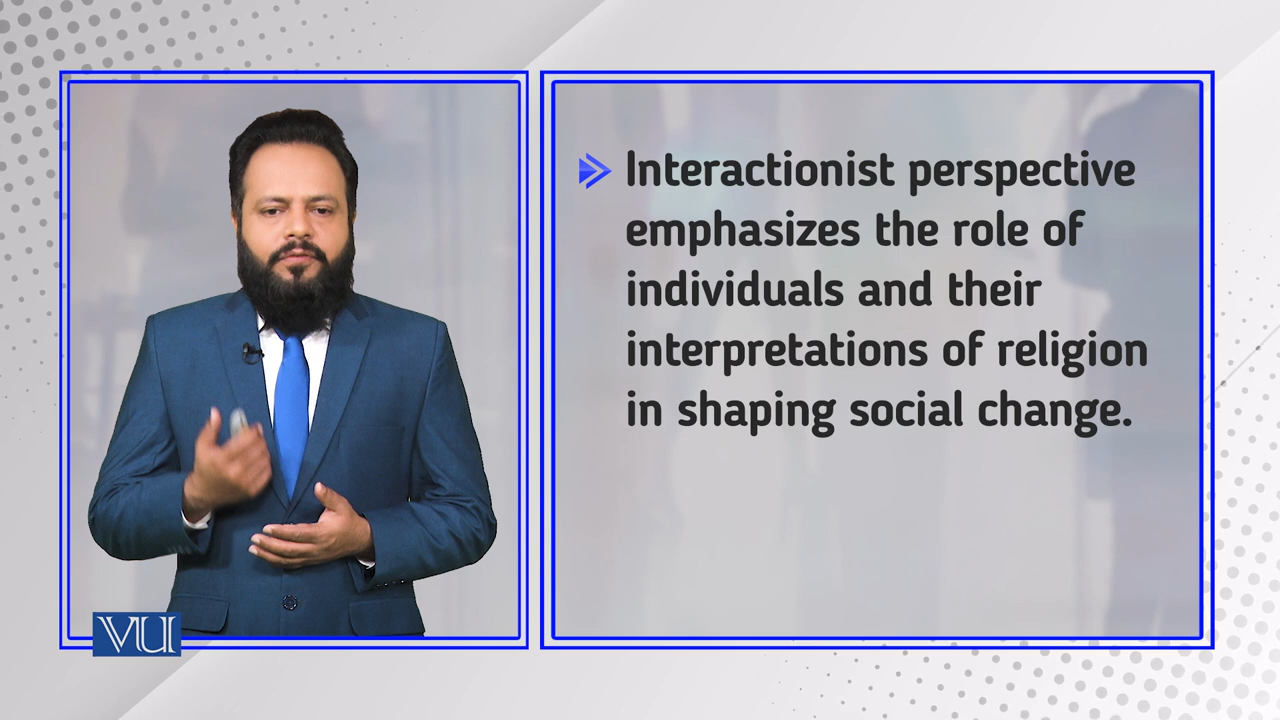 Interactionist perspective
emphasizes the role of
individuals and their
interpretations of religion
in shaping social change.
VU